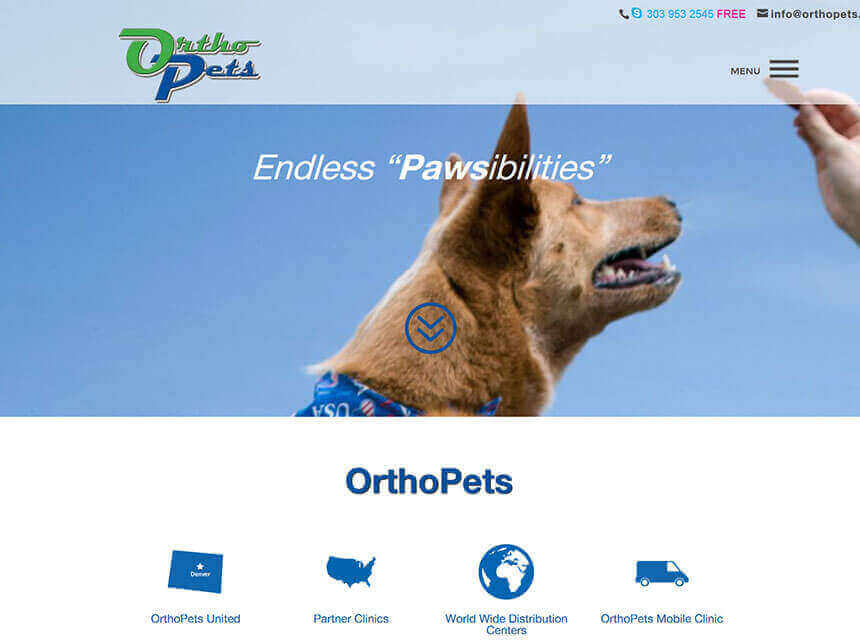 303 953 2545 FREE info@orthopets.
Ortho
Pets
MENU
Endless “Pawsibilities”
USA
OrthoPets
Denver
OrthoPets United
Partner Clinics
World Wide Distribution
Centers
OrthoPets Mobile Clinic